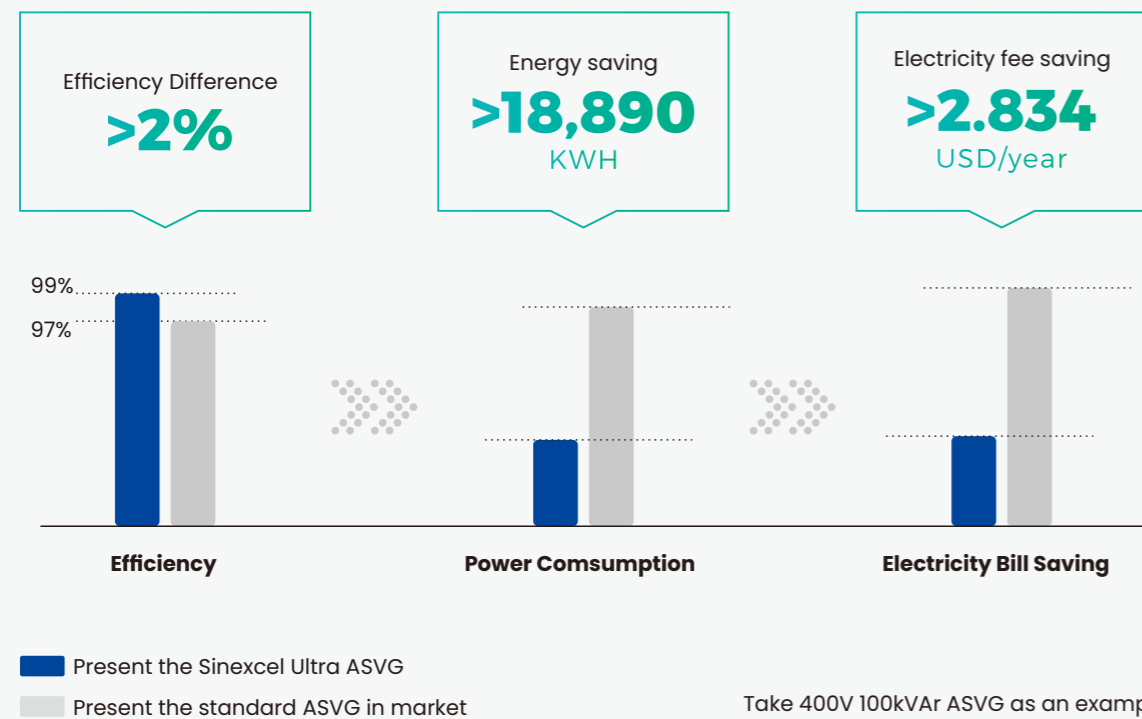 Efficiency Difference
>2%
Energy saving
>18,890
KWH
Electricity fee saving
>2.834
USD/year
99%
97%
Efficiency
Power Comsumption
Electricity Bill Saving
Present the Sinexcel Ultra ASVG
Present the standard ASVG in market
Take 400V 100kVAr ASVG as an examp